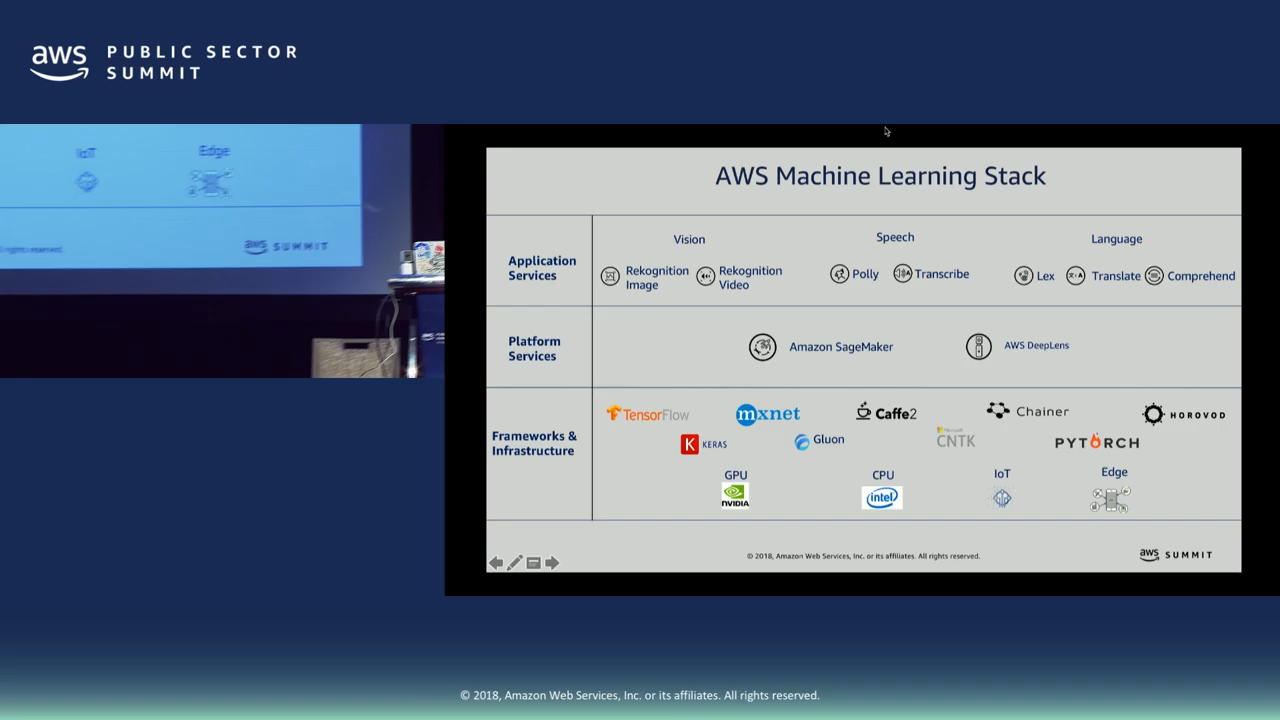 aws PUBLIC SECTOR
SUMMIT
IoT Edge
rights reserved.
aws SUMMIT
AWS Machine Learning Stack
Application
Services
Vision
Rekognition
Image
Rekognition
Video
Speech
Polly
Transcribe
Language
Lex
Translate
Comprehend
Platform
Services
Amazon SageMaker
AWS DeepLens
Frameworks &
Infrastructure
TensorFlow
mxnet
Caffe2
Chainer
HOROVOD
K KERAS
Gluon
Microsoft
CNTK
PYTORCH
GPU
NVIDIA
CPU
intel
IoT
Edge
© 2018, Amazon Web Services, Inc. or its affiliates. All rights reserved.
aws SUMMIT
© 2018, Amazon Web Services, Inc. or its affiliates. All rights reserved.